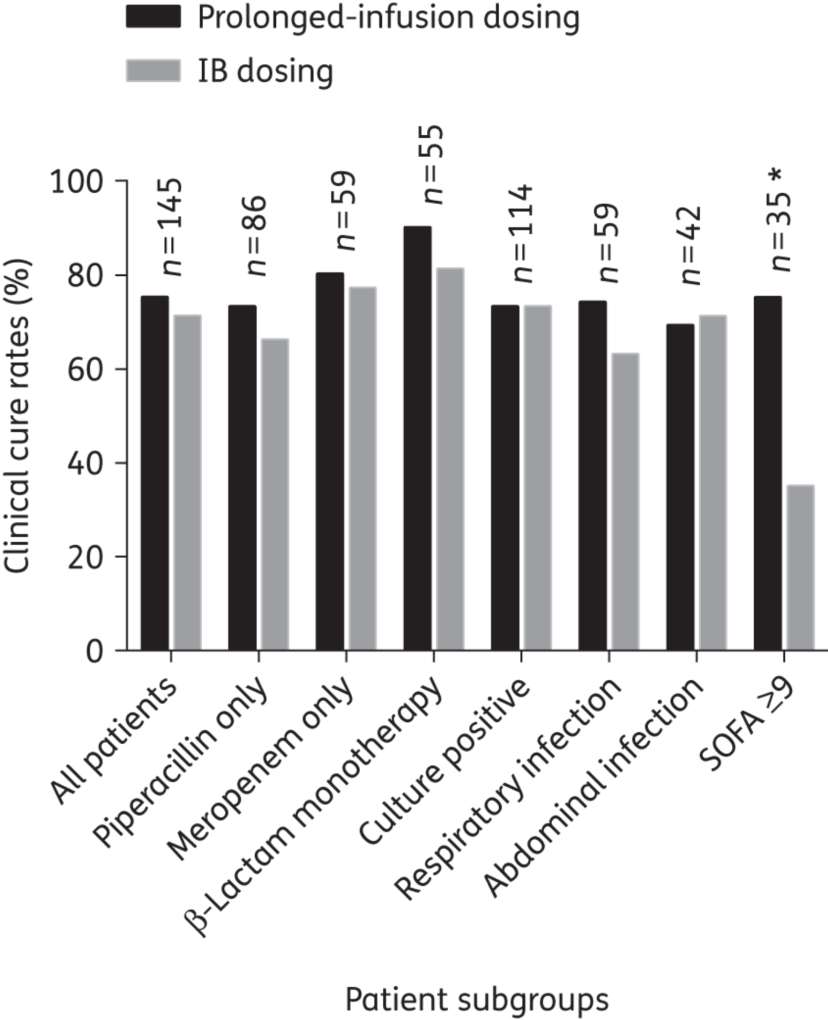 Prolonged-infusion dosing
IB dosing
n=145
n=86
n=59
n=55
n=114
n=59
n=42
n=35 *
Clinical cure rates (%)
100
80
60
40
20
0
All patients
Piperacillin only
Meropenem only
β-Lactam monotherapy
Culture positive
Respiratory infection
Abdominal infection
SOFA ≥9
Patient subgroups